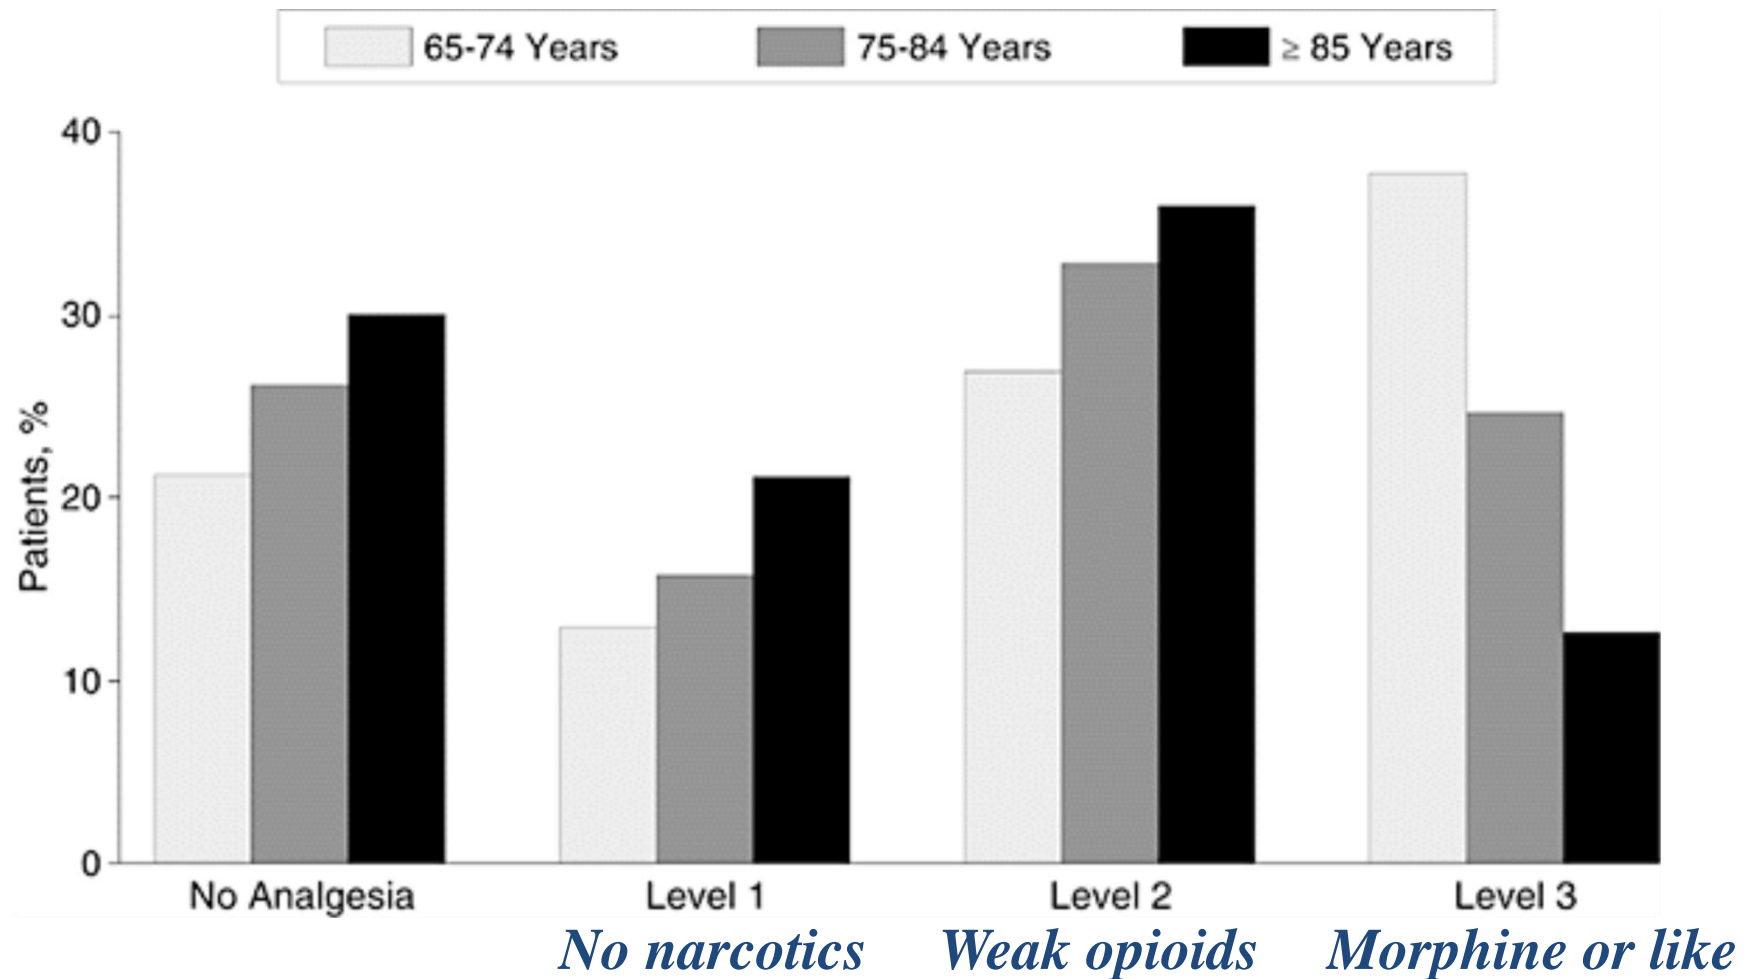 65-74 Years 75-84 Years ≥ 85 Years
40
30
20
10
0
Patients, %
No Analgesia Level 1 Level 2 Level 3
No narcotics Weak opioids Morphine or like